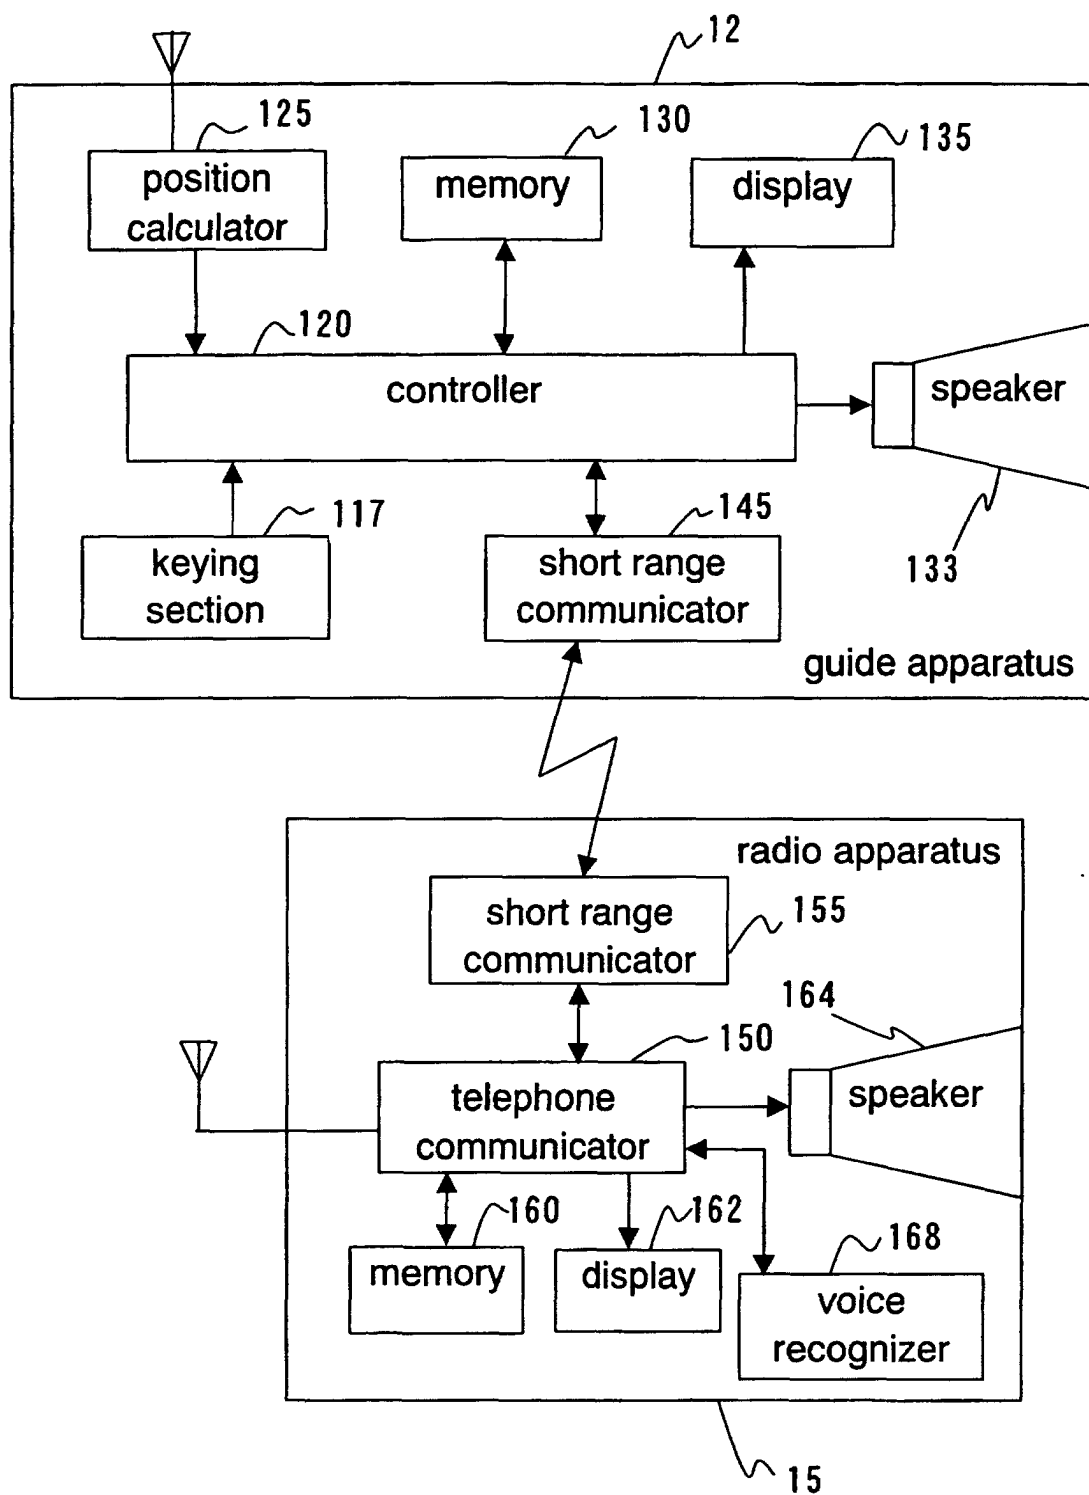 12
125
130
135
position
calculator
memory
display
120
controller
speaker
117
145
133
keying
section
short range
communicator
guide apparatus
radio apparatus
short range
communicator
155
164
150
telephone
communicator
speaker
160
162
168
memory
display
voice
recognizer
15